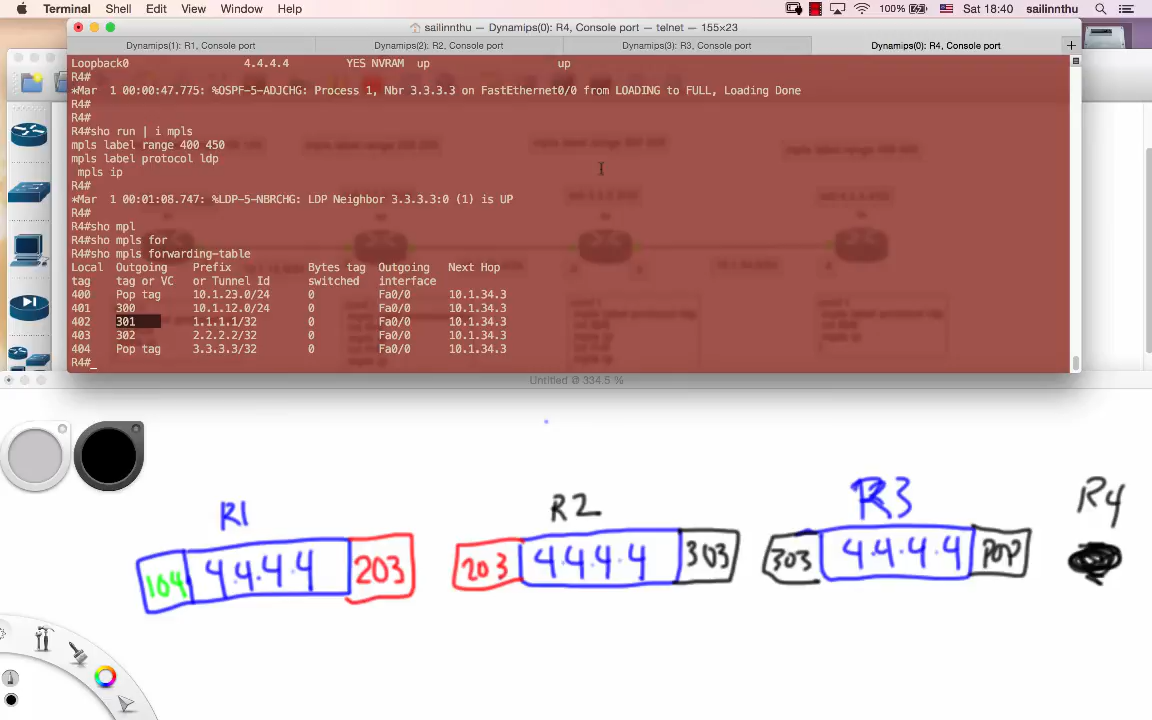 Terminal Shell Edit View Window Help 100% Sat 18:40 sailinnthu
sailinnthu — Dynamips(0): R4, Console port — telnet — 155×23
Dynamips(1): R1, Console port Dynamips(2): R2, Console port Dynamips(3): R3, Console port Dynamips(0): R4, Console port +
Loopback0 4.4.4.4 YES NVRAM up up
R4#
*Mar 1 00:00:47.775: %OSPF-5-ADJCHG: Process 1, Nbr 3.3.3.3 on FastEthernet0/0 from LOADING to FULL, Loading Done
R4#
R4#
R4#sho run | i mpls
mpls label range 400 450
mpls label protocol ldp
mpls ip
R4#
*Mar 1 00:01:08.747: %LDP-5-NBRCHG: LDP Neighbor 3.3.3.3:0 (1) is UP
R4#
R4#sho mpl
R4#sho mpls for
R4#sho mpls forwarding-table
Local Outgoing Prefix Bytes tag Outgoing Next Hop
tag tag or VC or Tunnel Id switched interface
400 Pop tag 10.1.23.0/24 0 Fa0/0 10.1.34.3
401 300 10.1.12.0/24 0 Fa0/0 10.1.34.3
402 301 1.1.1.1/32 0 Fa0/0 10.1.34.3
403 302 2.2.2.2/32 0 Fa0/0 10.1.34.3
404 Pop tag 3.3.3.3/32 0 Fa0/0 10.1.34.3
R4#
Untitled @ 334.5 %
R1 R2 R3 R4
104 4.4.4.4 203 203 4.4.4.4 303 303 4.4.4.4 POP